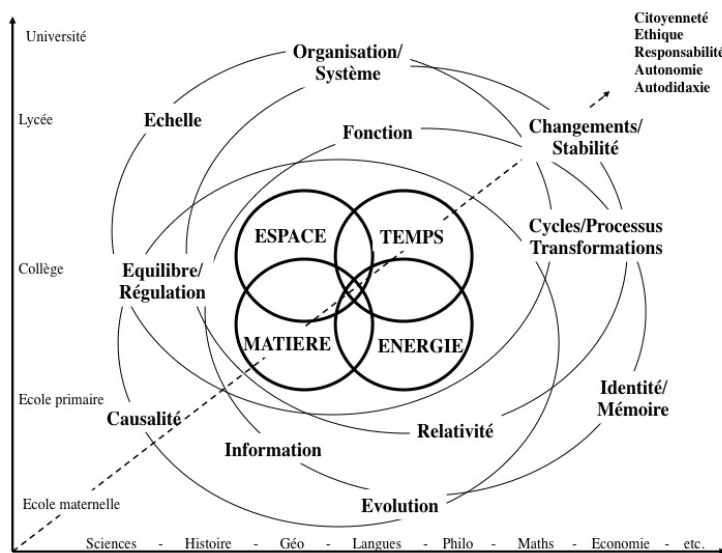 Citoyenneté
Ethique
Responsabilité
Autonomie
Autodidaxie
Université
Organisation/
Système
Lycée
Echelle
Fonction
Changements/
Stabilité
ESPACE
TEMPS
Cycles/Processus
Transformations
Collège
Equilibre/
Régulation
MATIERE
ENERGIE
Identité/
Mémoire
Ecole primaire
Causalité
Relativité
Information
Ecole maternelle
Evolution
Sciences - Histoire - Géo - Langues - Philo - Maths - Economie - etc.